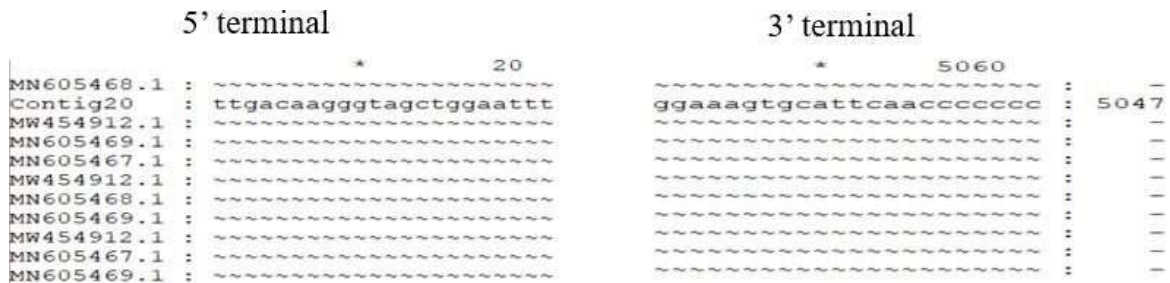 5’ terminal 3’ terminal
* 20 * 5060
MN605468.1 : ~~~~~~~~~~~~~~~~~~~~~~ ~~~~~~~~~~~~~~~~~~~~~~ : -
Contig20 : ttgacaagggtagctggaattt ggaaagtgcattcaaccccccc : 5047
MW454912.1 : ~~~~~~~~~~~~~~~~~~~~~~ ~~~~~~~~~~~~~~~~~~~~~~ : -
MN605469.1 : ~~~~~~~~~~~~~~~~~~~~~~ ~~~~~~~~~~~~~~~~~~~~~~ : -
MN605467.1 : ~~~~~~~~~~~~~~~~~~~~~~ ~~~~~~~~~~~~~~~~~~~~~~ : -
MW454912.1 : ~~~~~~~~~~~~~~~~~~~~~~ ~~~~~~~~~~~~~~~~~~~~~~ : -
MN605468.1 : ~~~~~~~~~~~~~~~~~~~~~~ ~~~~~~~~~~~~~~~~~~~~~~ : -
MN605469.1 : ~~~~~~~~~~~~~~~~~~~~~~ ~~~~~~~~~~~~~~~~~~~~~~ : -
MW454912.1 : ~~~~~~~~~~~~~~~~~~~~~~ ~~~~~~~~~~~~~~~~~~~~~~ : -
MN605467.1 : ~~~~~~~~~~~~~~~~~~~~~~ ~~~~~~~~~~~~~~~~~~~~~~ : -
MN605469.1 : ~~~~~~~~~~~~~~~~~~~~~~ ~~~~~~~~~~~~~~~~~~~~~~ : -